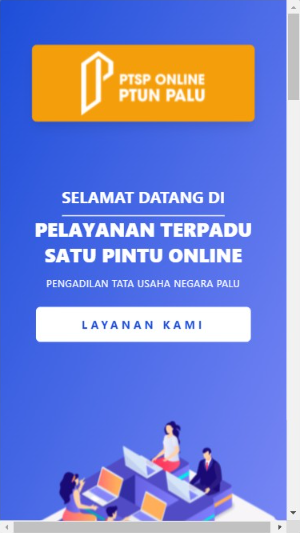 PTSP ONLINE
PTUN PALU
SELAMAT DATANG DI
PELAYANAN TERPADU
SATU PINTU ONLINE
PENGADILAN TATA USAHA NEGARA PALU
LAYANAN KAMI